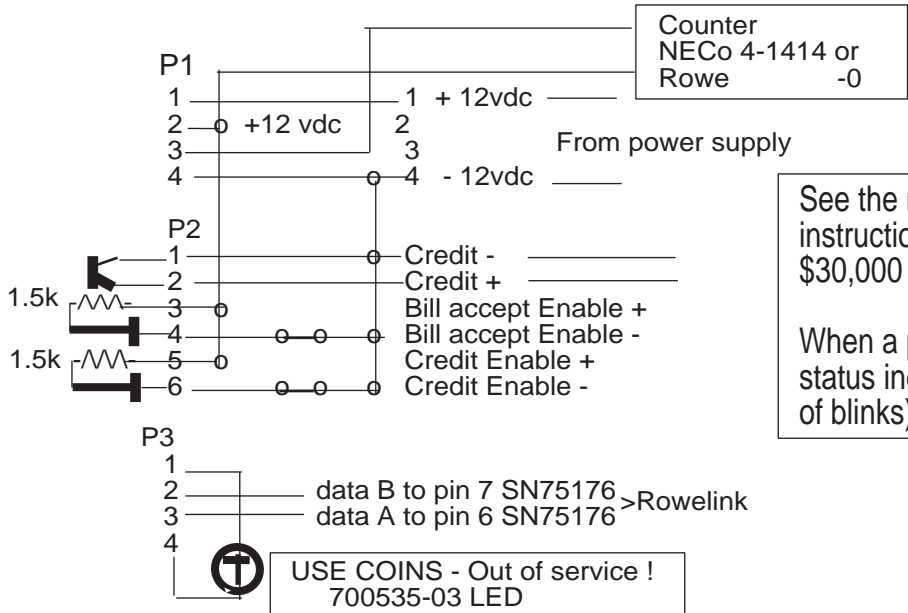 Counter
NECo 4-1414 or
Rowe -0
P1
1 1 + 12vdc
2 +12 vdc 2
3 3
From power supply
4 4 - 12vdc
See the
instructio
$30,000
When a p
status in
of blinks)
P2
1 Credit -
2 Credit +
1.5k 3 Bill accept Enable +
4 Bill accept Enable -
1.5k 5 Credit Enable +
6 Credit Enable -
P3
1
2 data B to pin 7 SN75176
>Rowelink
3 data A to pin 6 SN75176
4
USE COINS - Out of service !
700535-03 LED